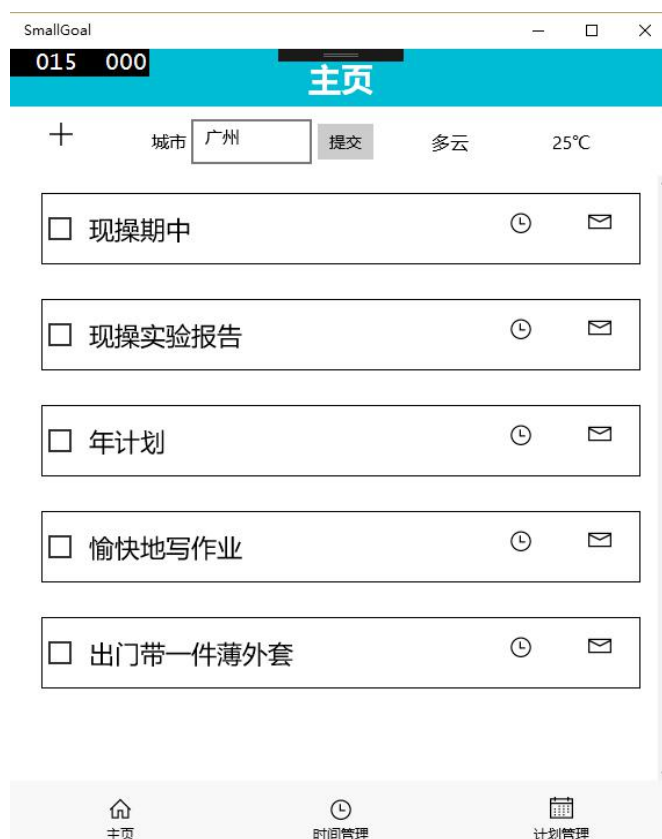 SmallGoal
015 000
主页
城市 广州 提交 多云 25℃
现操期中
现操实验报告
年计划
愉快地写作业
出门带一件薄外套
主页 时间管理 计划管理